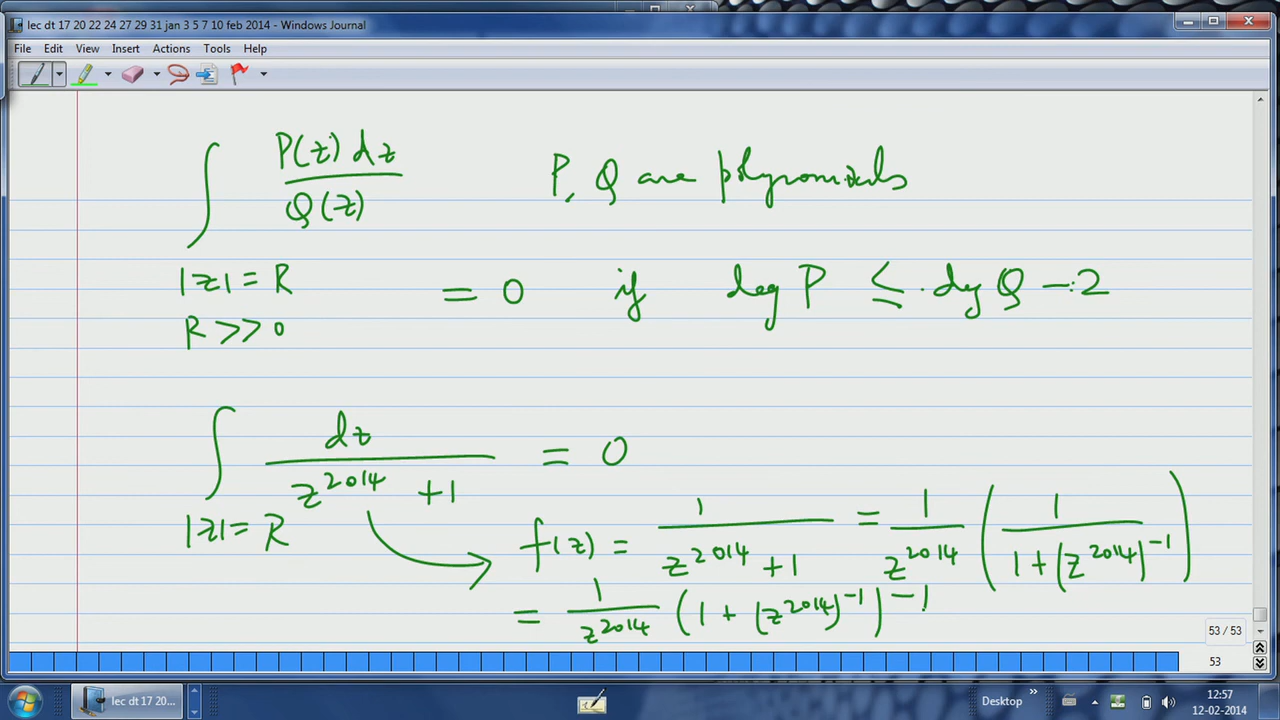 lec dt 17 20 22 24 27 29 31 jan 3 5 7 10 feb 2014 - Windows Journal
File Edit View Insert Actions Tools Help
∫ P(z) dz / Q(z) P, Q are polynomials
|z| = R = 0 if deg P ≤ deg Q - 2
R >> 0
∫ dz / (z^2014 + 1) = 0
|z| = R f(z) = 1 / (z^2014 + 1) = 1/z^2014 (1 / (1 + (z^2014)^-1))
= 1/z^2014 (1 + (z^2014)^-1)^-1
53 / 53
53
lec dt 17 20... Desktop 12:57
12-02-2014